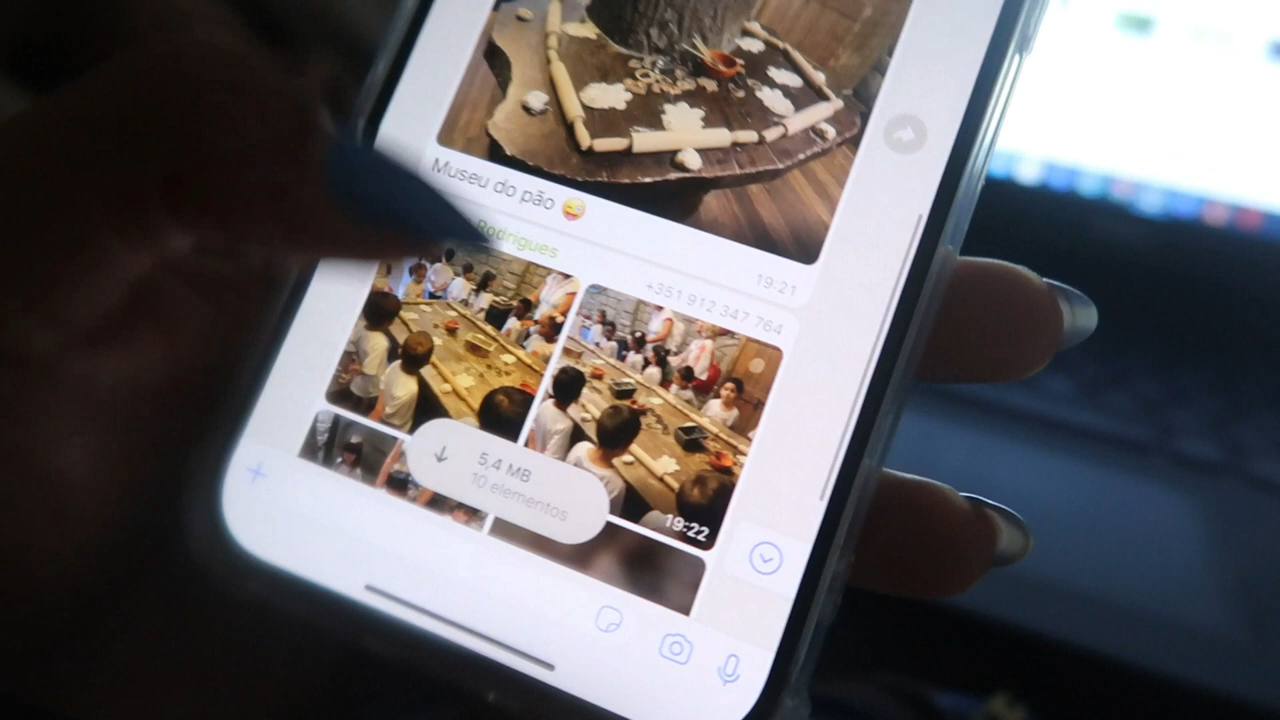 Museu do pão 😜
19:21
Rodrigues
+351 912 347 764
5,4 MB
10 elementos
19:22